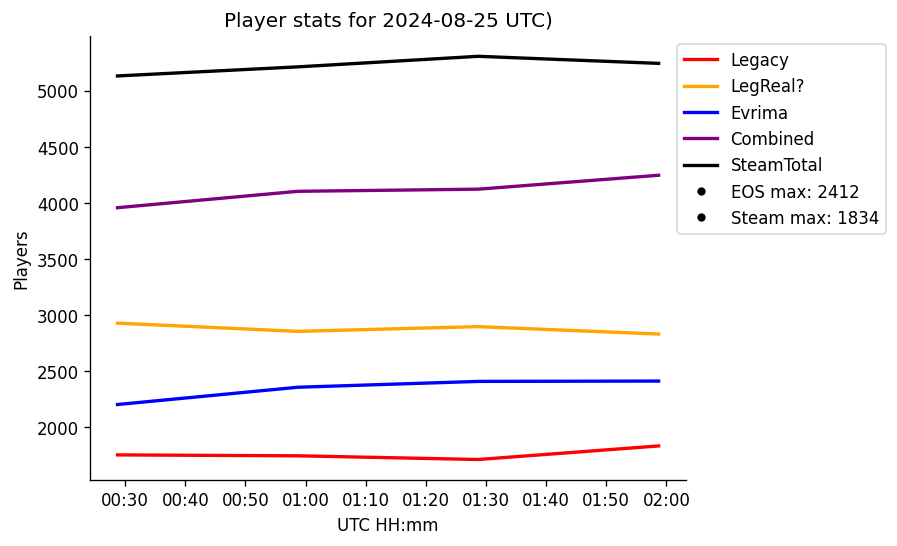 Player stats for 2024-08-25 UTC)
Legacy
LegReal?
Evrima
Combined
SteamTotal
EOS max: 2412
Steam max: 1834
Players
5000
4500
4000
3500
3000
2500
2000
00:30 00:40 00:50 01:00 01:10 01:20 01:30 01:40 01:50 02:00
UTC HH:mm